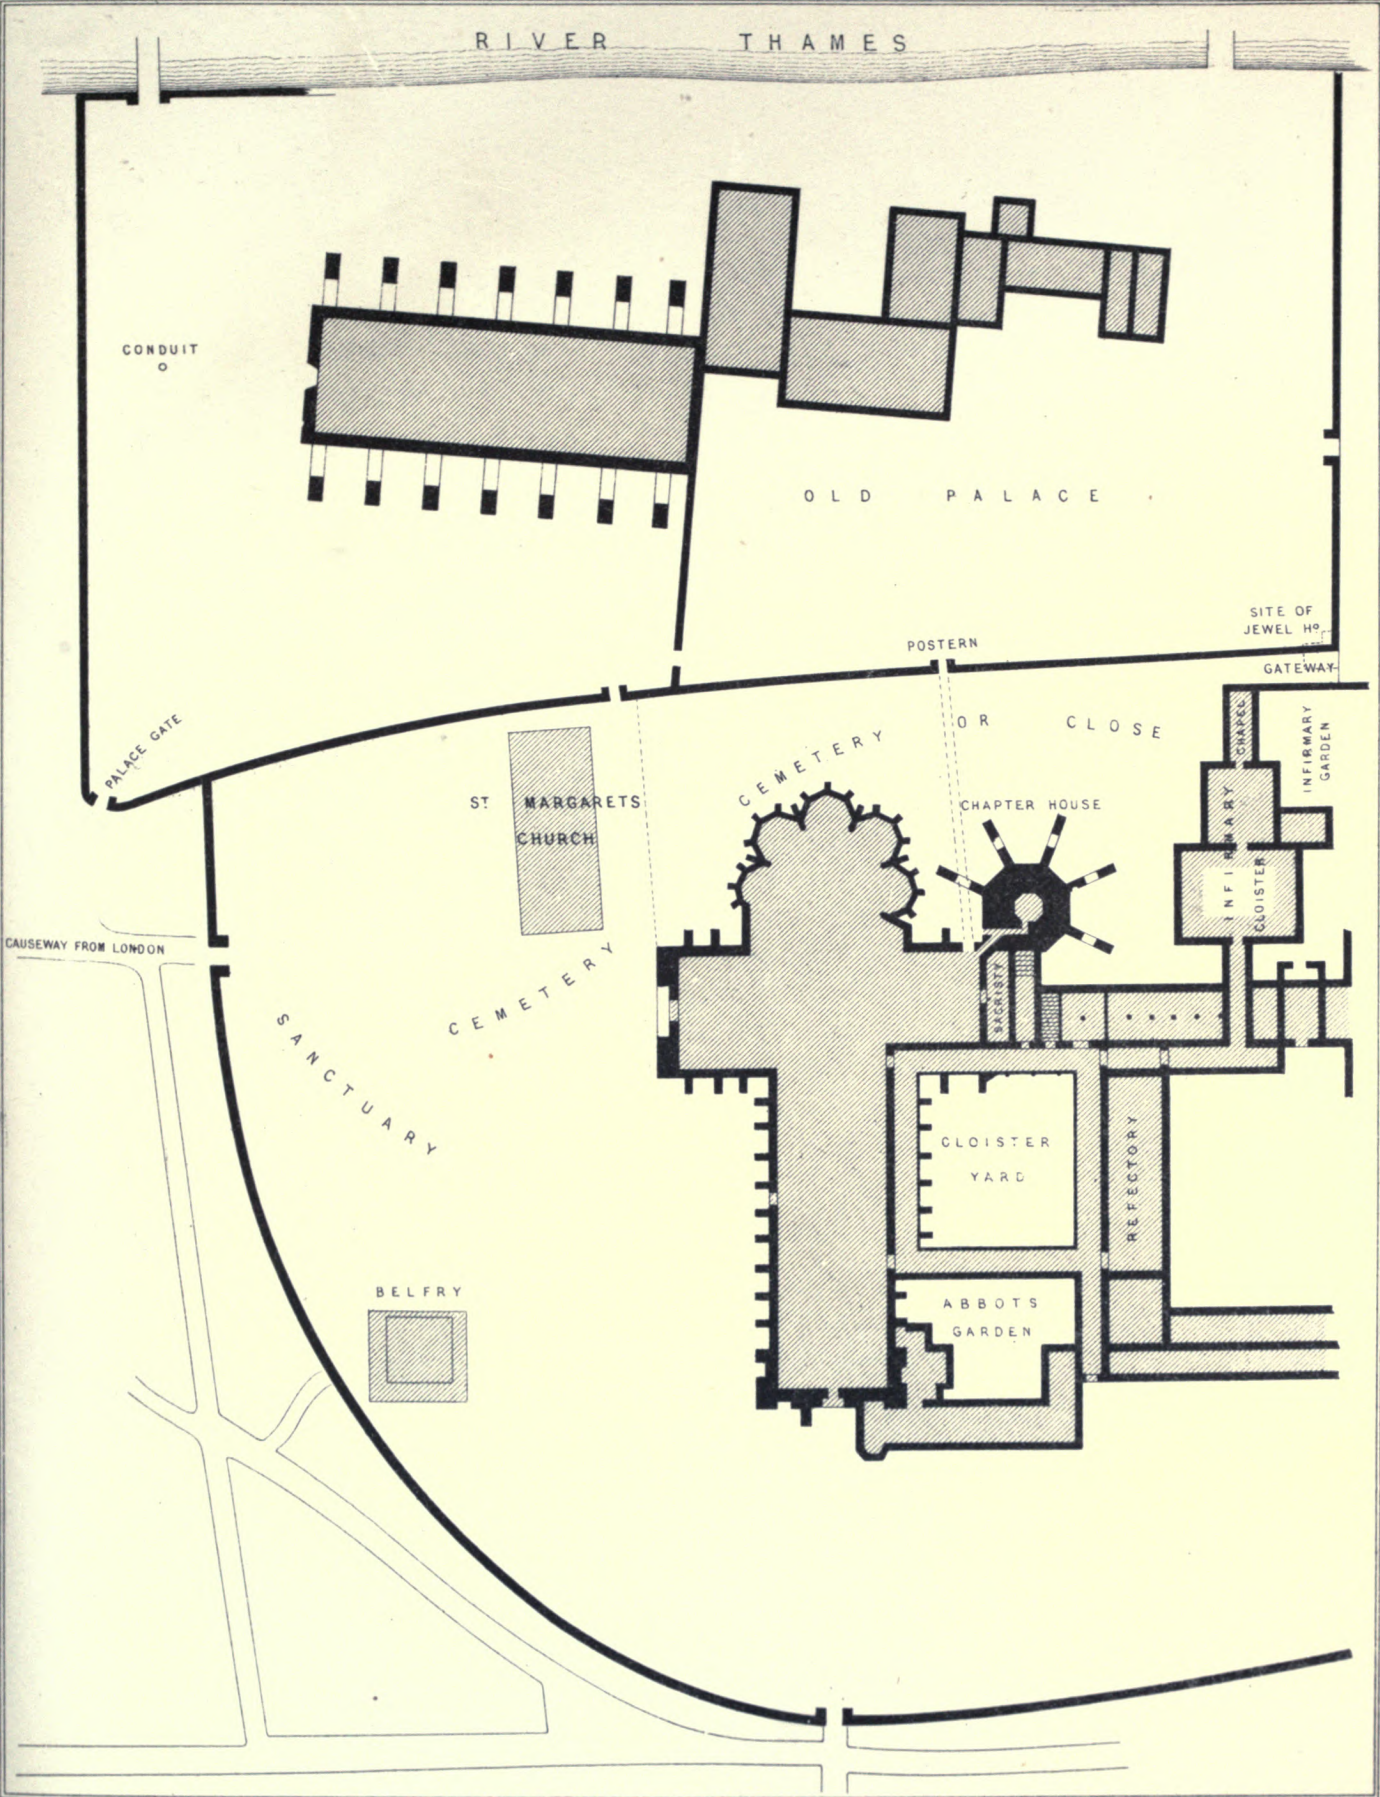 RIVER THAMES
CONDUIT
OLD PALACE
SITE OF
JEWEL Hº
POSTERN
GATEWAY
PALACE GATE
OR CLOSE
CHAPEL
INFIRMARY
GARDEN
CEMETERY
ST MARGARETS
CHURCH
CHAPTER HOUSE
INFIRMARY
CLOISTER
CAUSEWAY FROM LONDON
CEMETERY
SACRISTY
SANCTUARY
CLOISTER
YARD
REFECTORY
BELFRY
ABBOTS
GARDEN